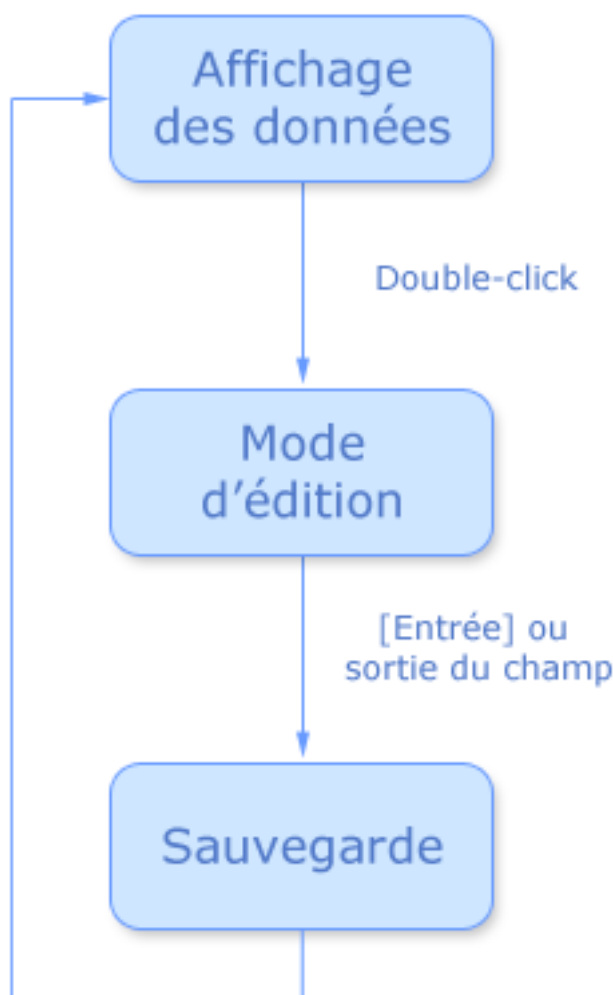 Affichage
des données
Double-click
Mode
d’édition
[Entrée] ou
sortie du champ
Sauvegarde